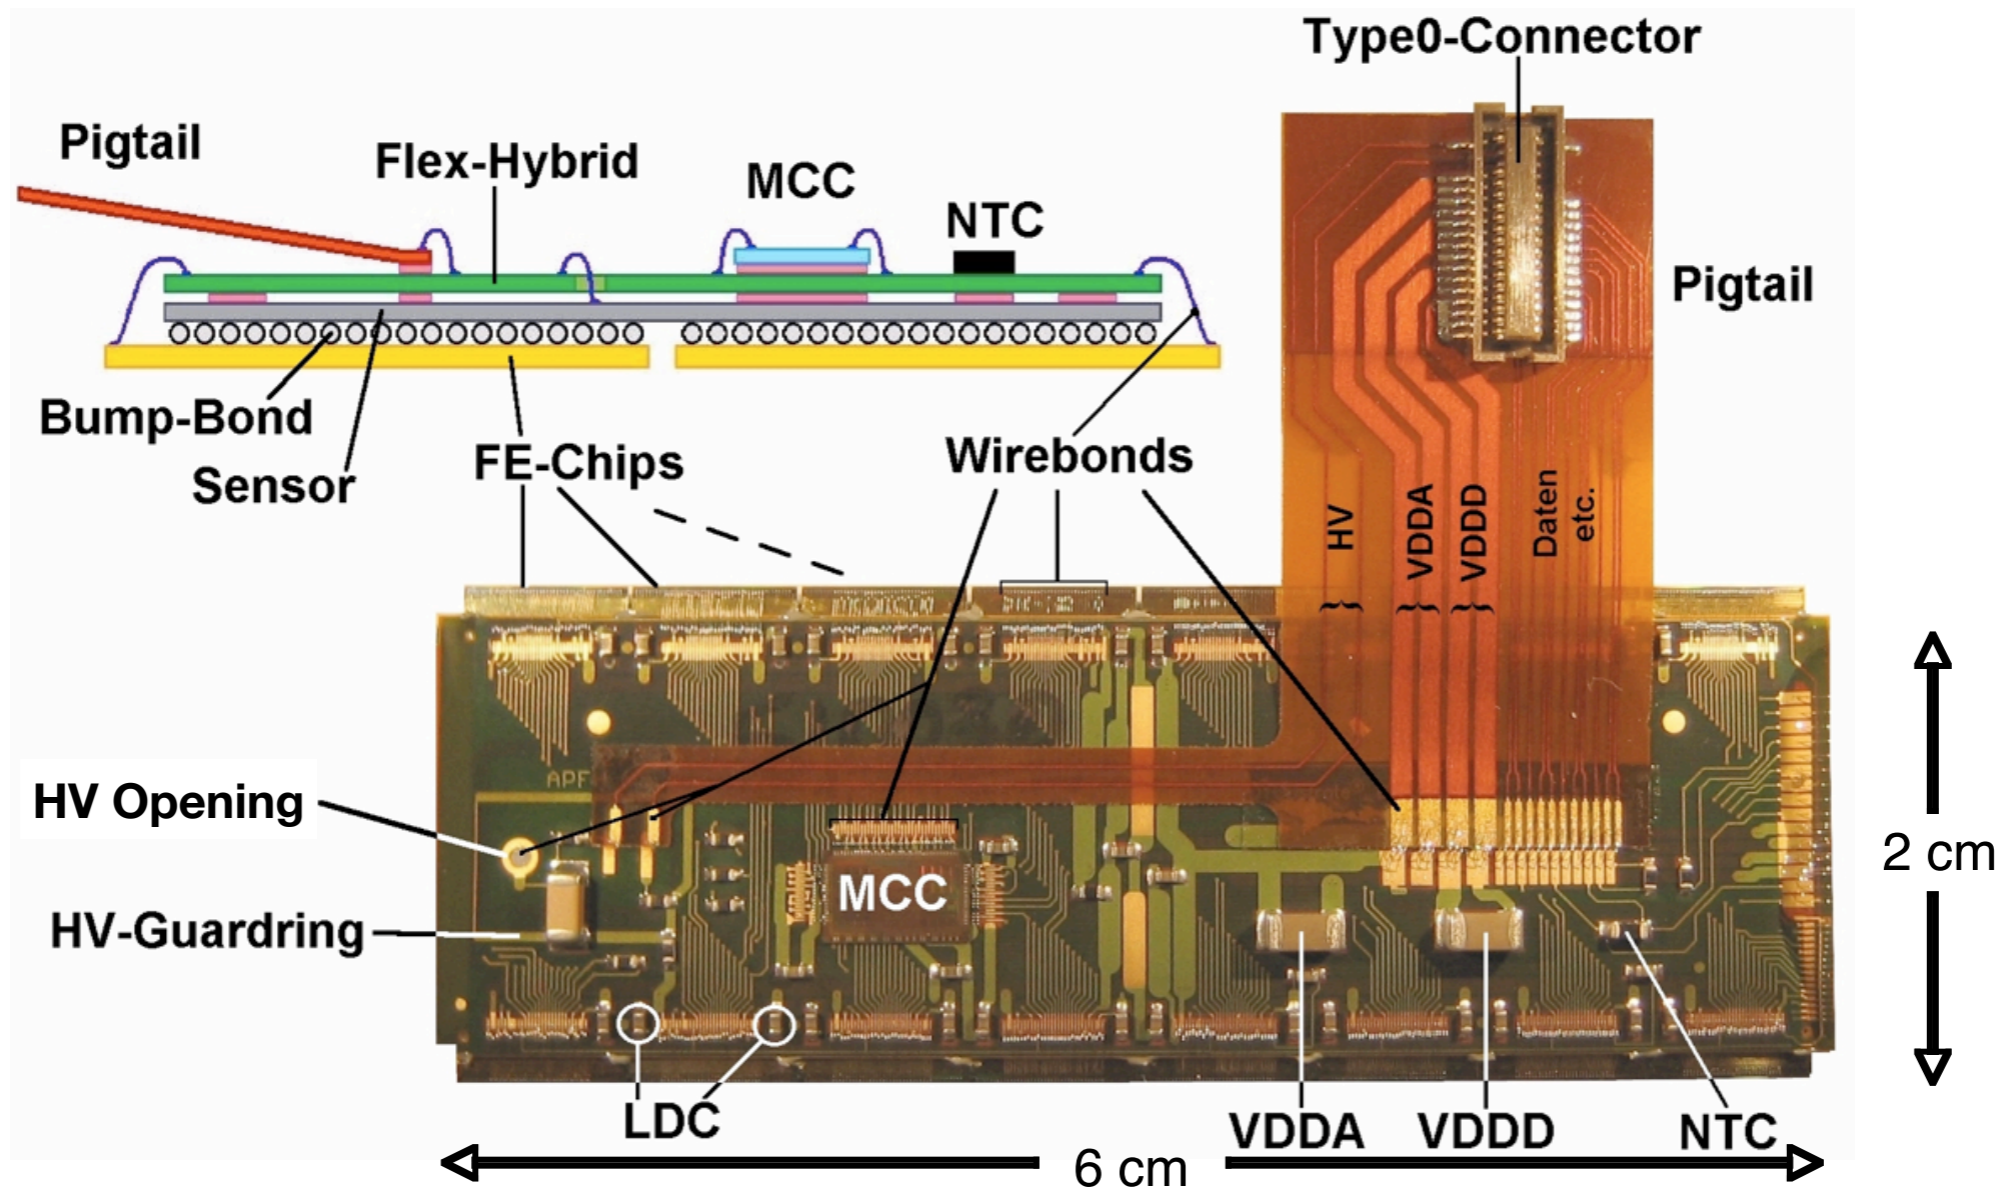 Type0-Connector
Pigtail
Flex-Hybrid
MCC
NTC
Pigtail
Bump-Bond
Sensor
FE-Chips
Wirebonds
HV
VDDA
VDDD
Daten
etc.
HV Opening
APF
MCC
HV-Guardring
2 cm
LDC
VDDA
VDDD
NTC
6 cm